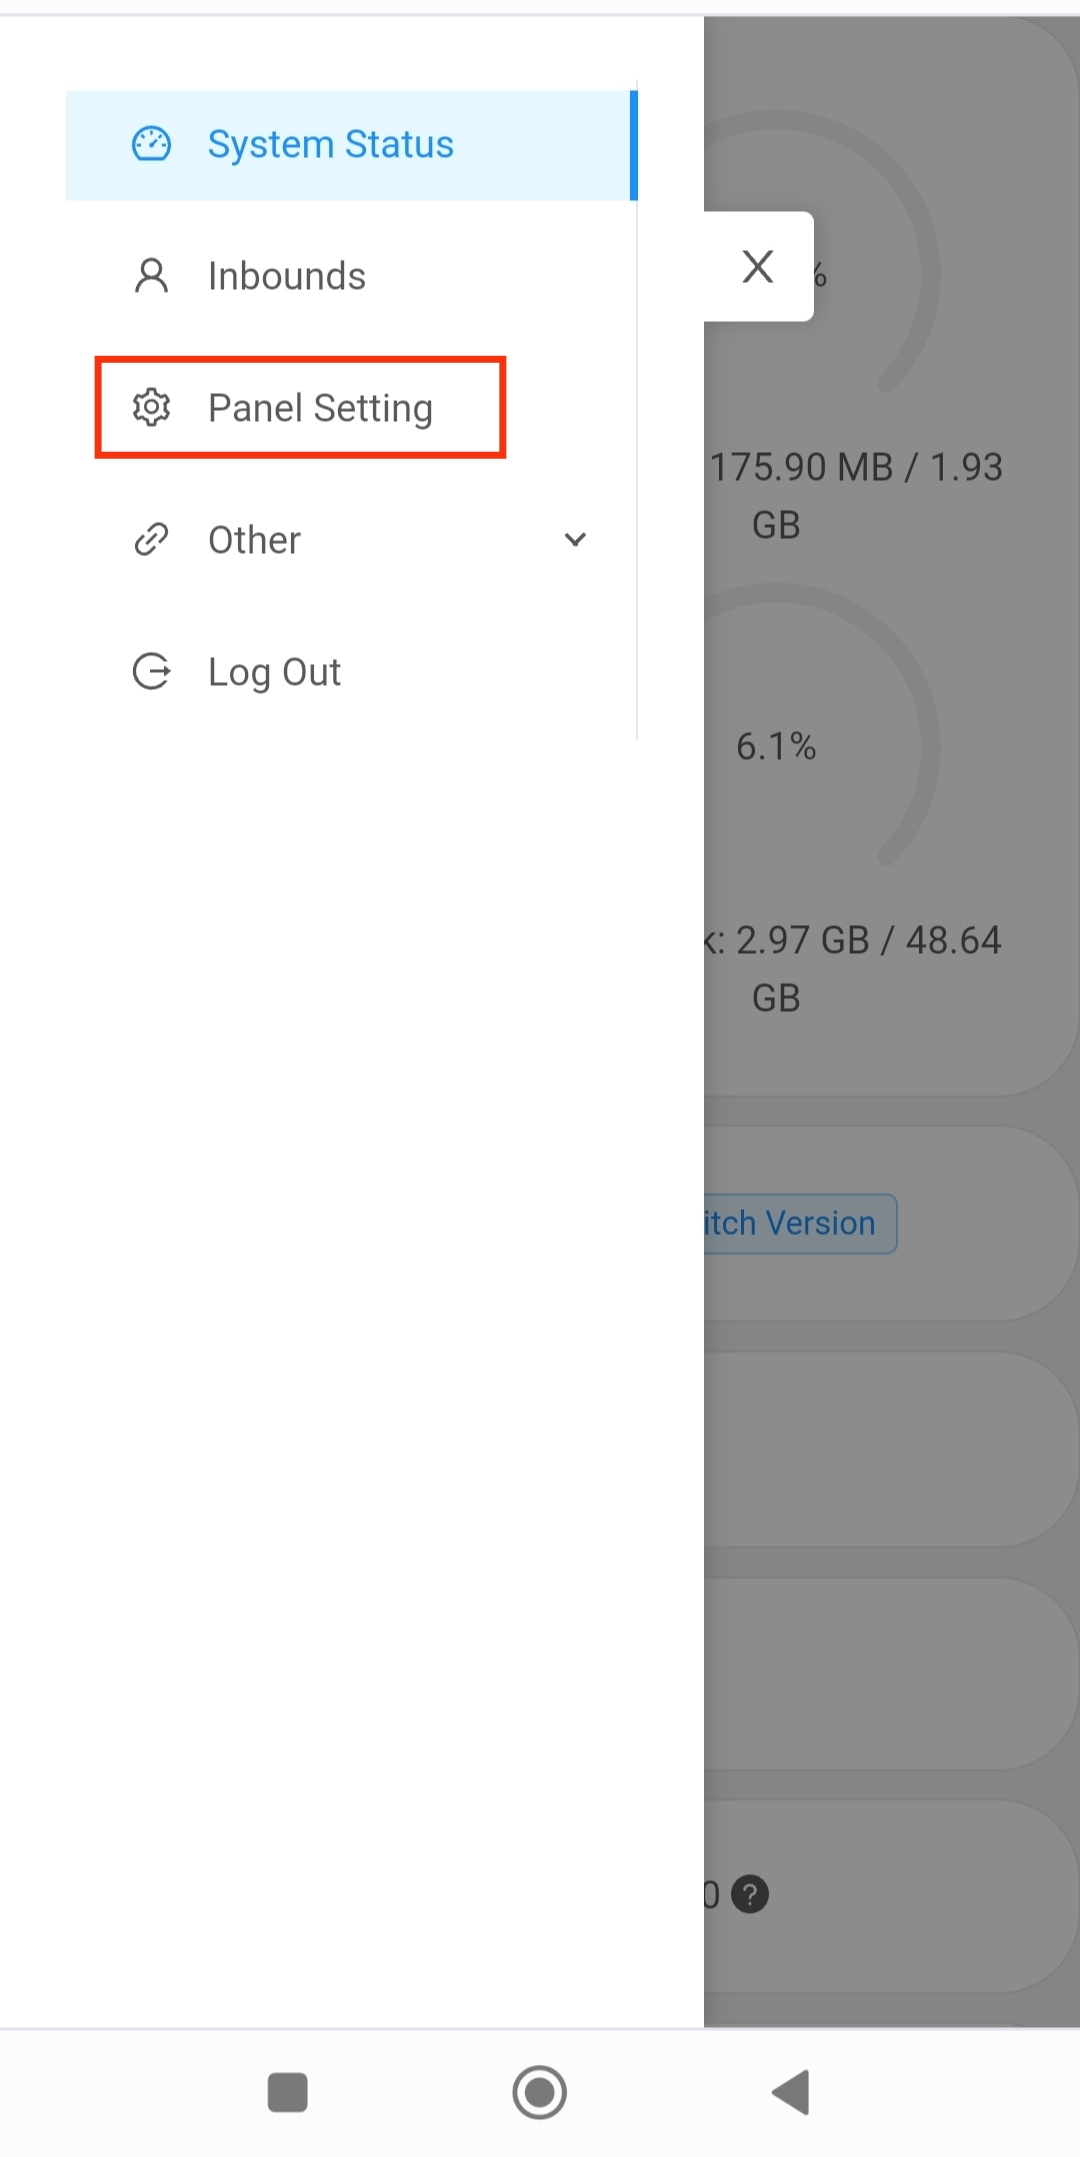 System Status
Inbounds
X
%
Panel Setting
175.90 MB / 1.93
GB
Other
Log Out
6.1%
k: 2.97 GB / 48.64
GB
itch Version
0 ?